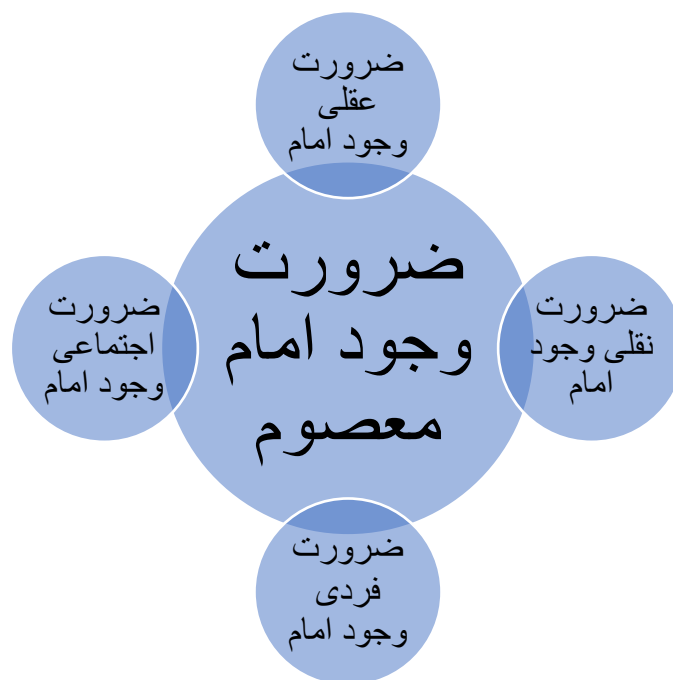 ضرورت
عقلی
وجود امام
ضرورت
وجود امام
معصوم
ضرورت
نقلی وجود
امام
ضرورت
فردی
وجود امام
ضرورت
اجتماعی
وجود امام